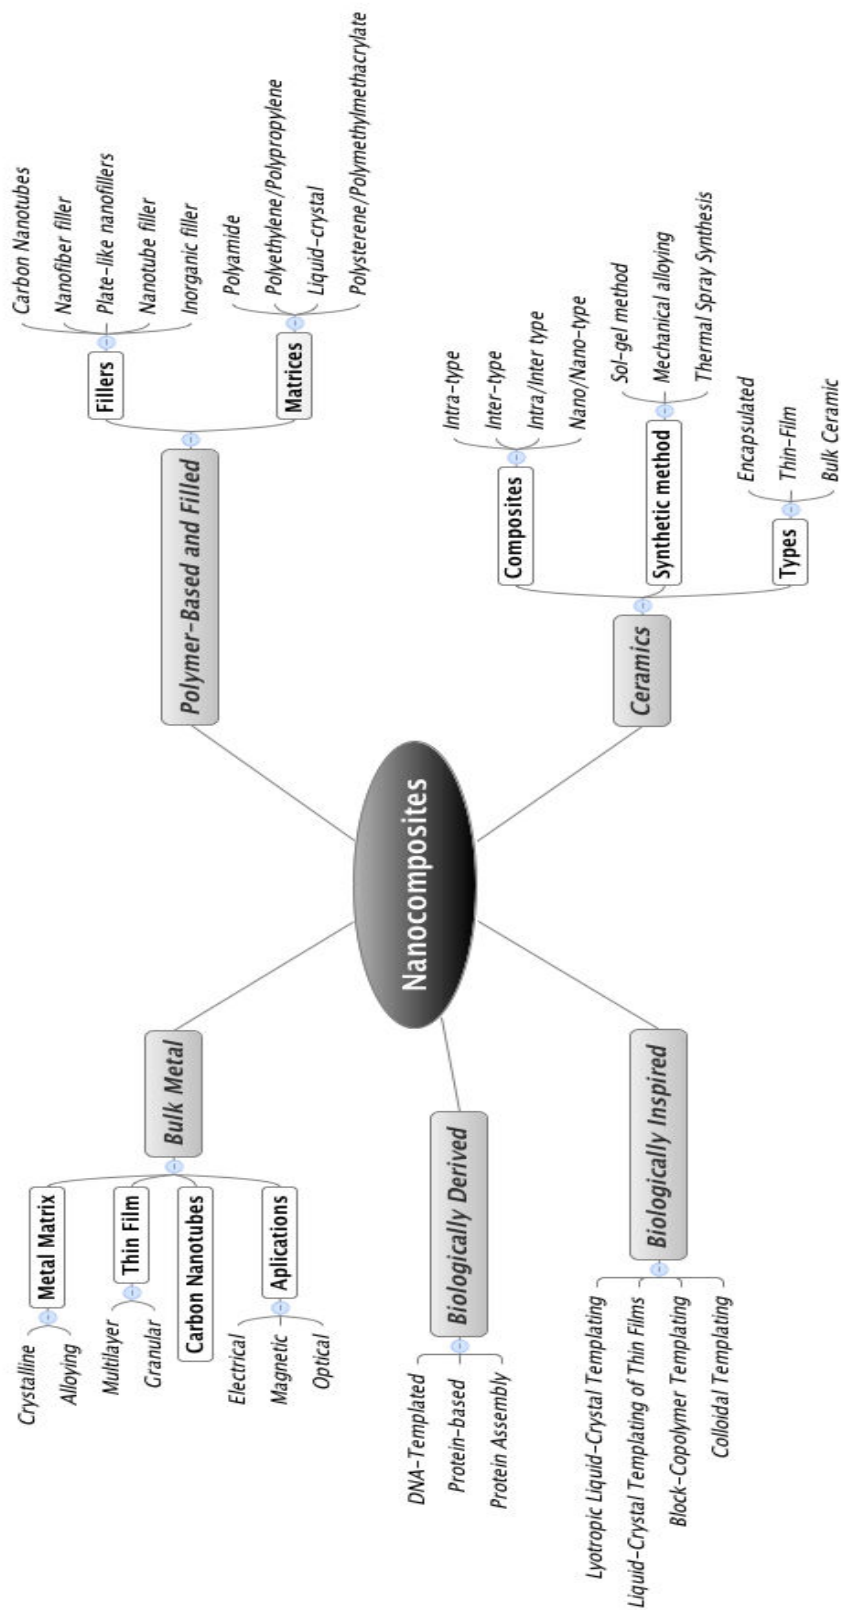 Nanocomposites
Bulk Metal
Metal Matrix
Crystalline
Alloying
Thin Film
Multilayer
Granular
Carbon Nanotubes
Aplications
Electrical
Magnetic
Optical
Biologically Derived
DNA-Templated
Protein-based
Protein Assembly
Biologically Inspired
Lyotropic Liquid-Crystal Templating
Liquid-Crystal Templating of Thin Films
Block-Copolymer Templating
Colloidal Templating
Polymer-Based and Filled
Fillers
Carbon Nanotubes
Nanofiber filler
Plate-like nanofillers
Nanotube filler
Inorganic filler
Matrices
Polyamide
Polyethylene/Polypropylene
Liquid-crystal
Polysterene/Polymethylmethacrylate
Ceramics
Composites
Intra-type
Inter-type
Intra/Inter type
Nano/Nano-type
Synthetic method
Sol-gel method
Mechanical alloying
Thermal Spray Synthesis
Types
Encapsulated
Thin-Film
Bulk Ceramic